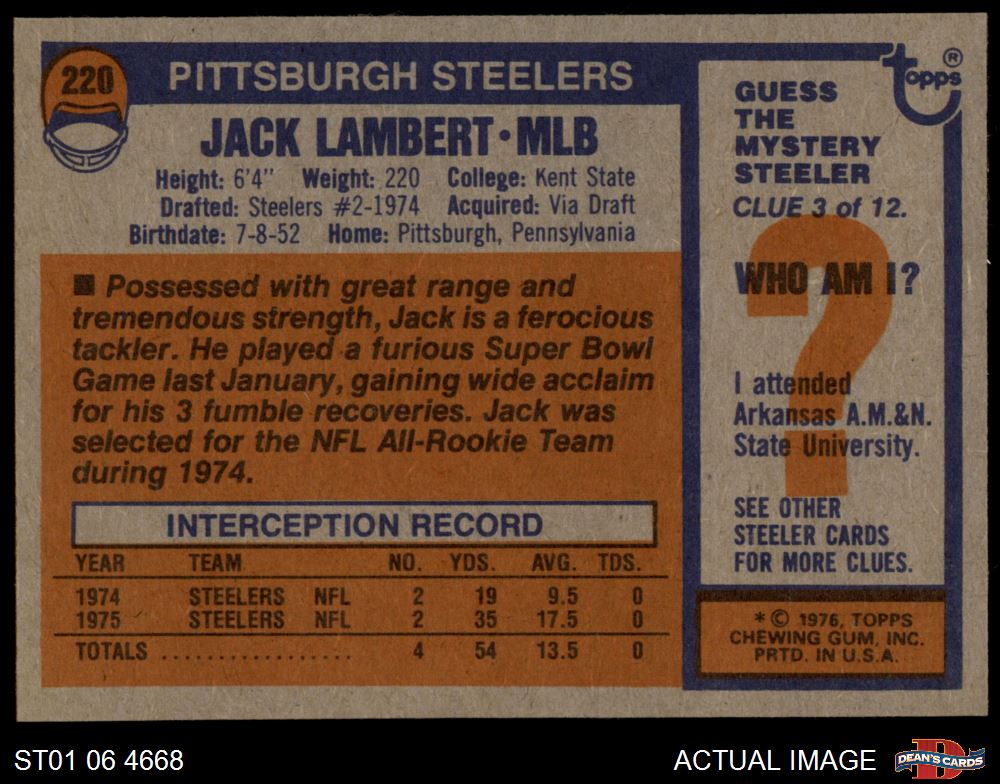 220
PITTSBURGH STEELERS
JACK LAMBERT•MLB
Height: 6'4" Weight: 220 College: Kent State
Drafted: Steelers #2-1974 Acquired: Via Draft
Birthdate: 7-8-52 Home: Pittsburgh, Pennsylvania
■ Possessed with great range and
tremendous strength, Jack is a ferocious
tackler. He played a furious Super Bowl
Game last January, gaining wide acclaim
for his 3 fumble recoveries. Jack was
selected for the NFL All-Rookie Team
during 1974.
INTERCEPTION RECORD
YEAR TEAM NO. YDS. AVG. TDS.
1974 STEELERS NFL 2 19 9.5 0
1975 STEELERS NFL 2 35 17.5 0
TOTALS .................. 4 54 13.5 0
topps®
GUESS
THE
MYSTERY
STEELER
CLUE 3 of 12.
?
WHO AM I?
I attended
Arkansas A.M.&N.
State University.
SEE OTHER
STEELER CARDS
FOR MORE CLUES.
* © 1976, TOPPS
CHEWING GUM, INC.
PRTD. IN U.S.A.
ST01 06 4668
ACTUAL IMAGE
D
DEAN'S CARDS